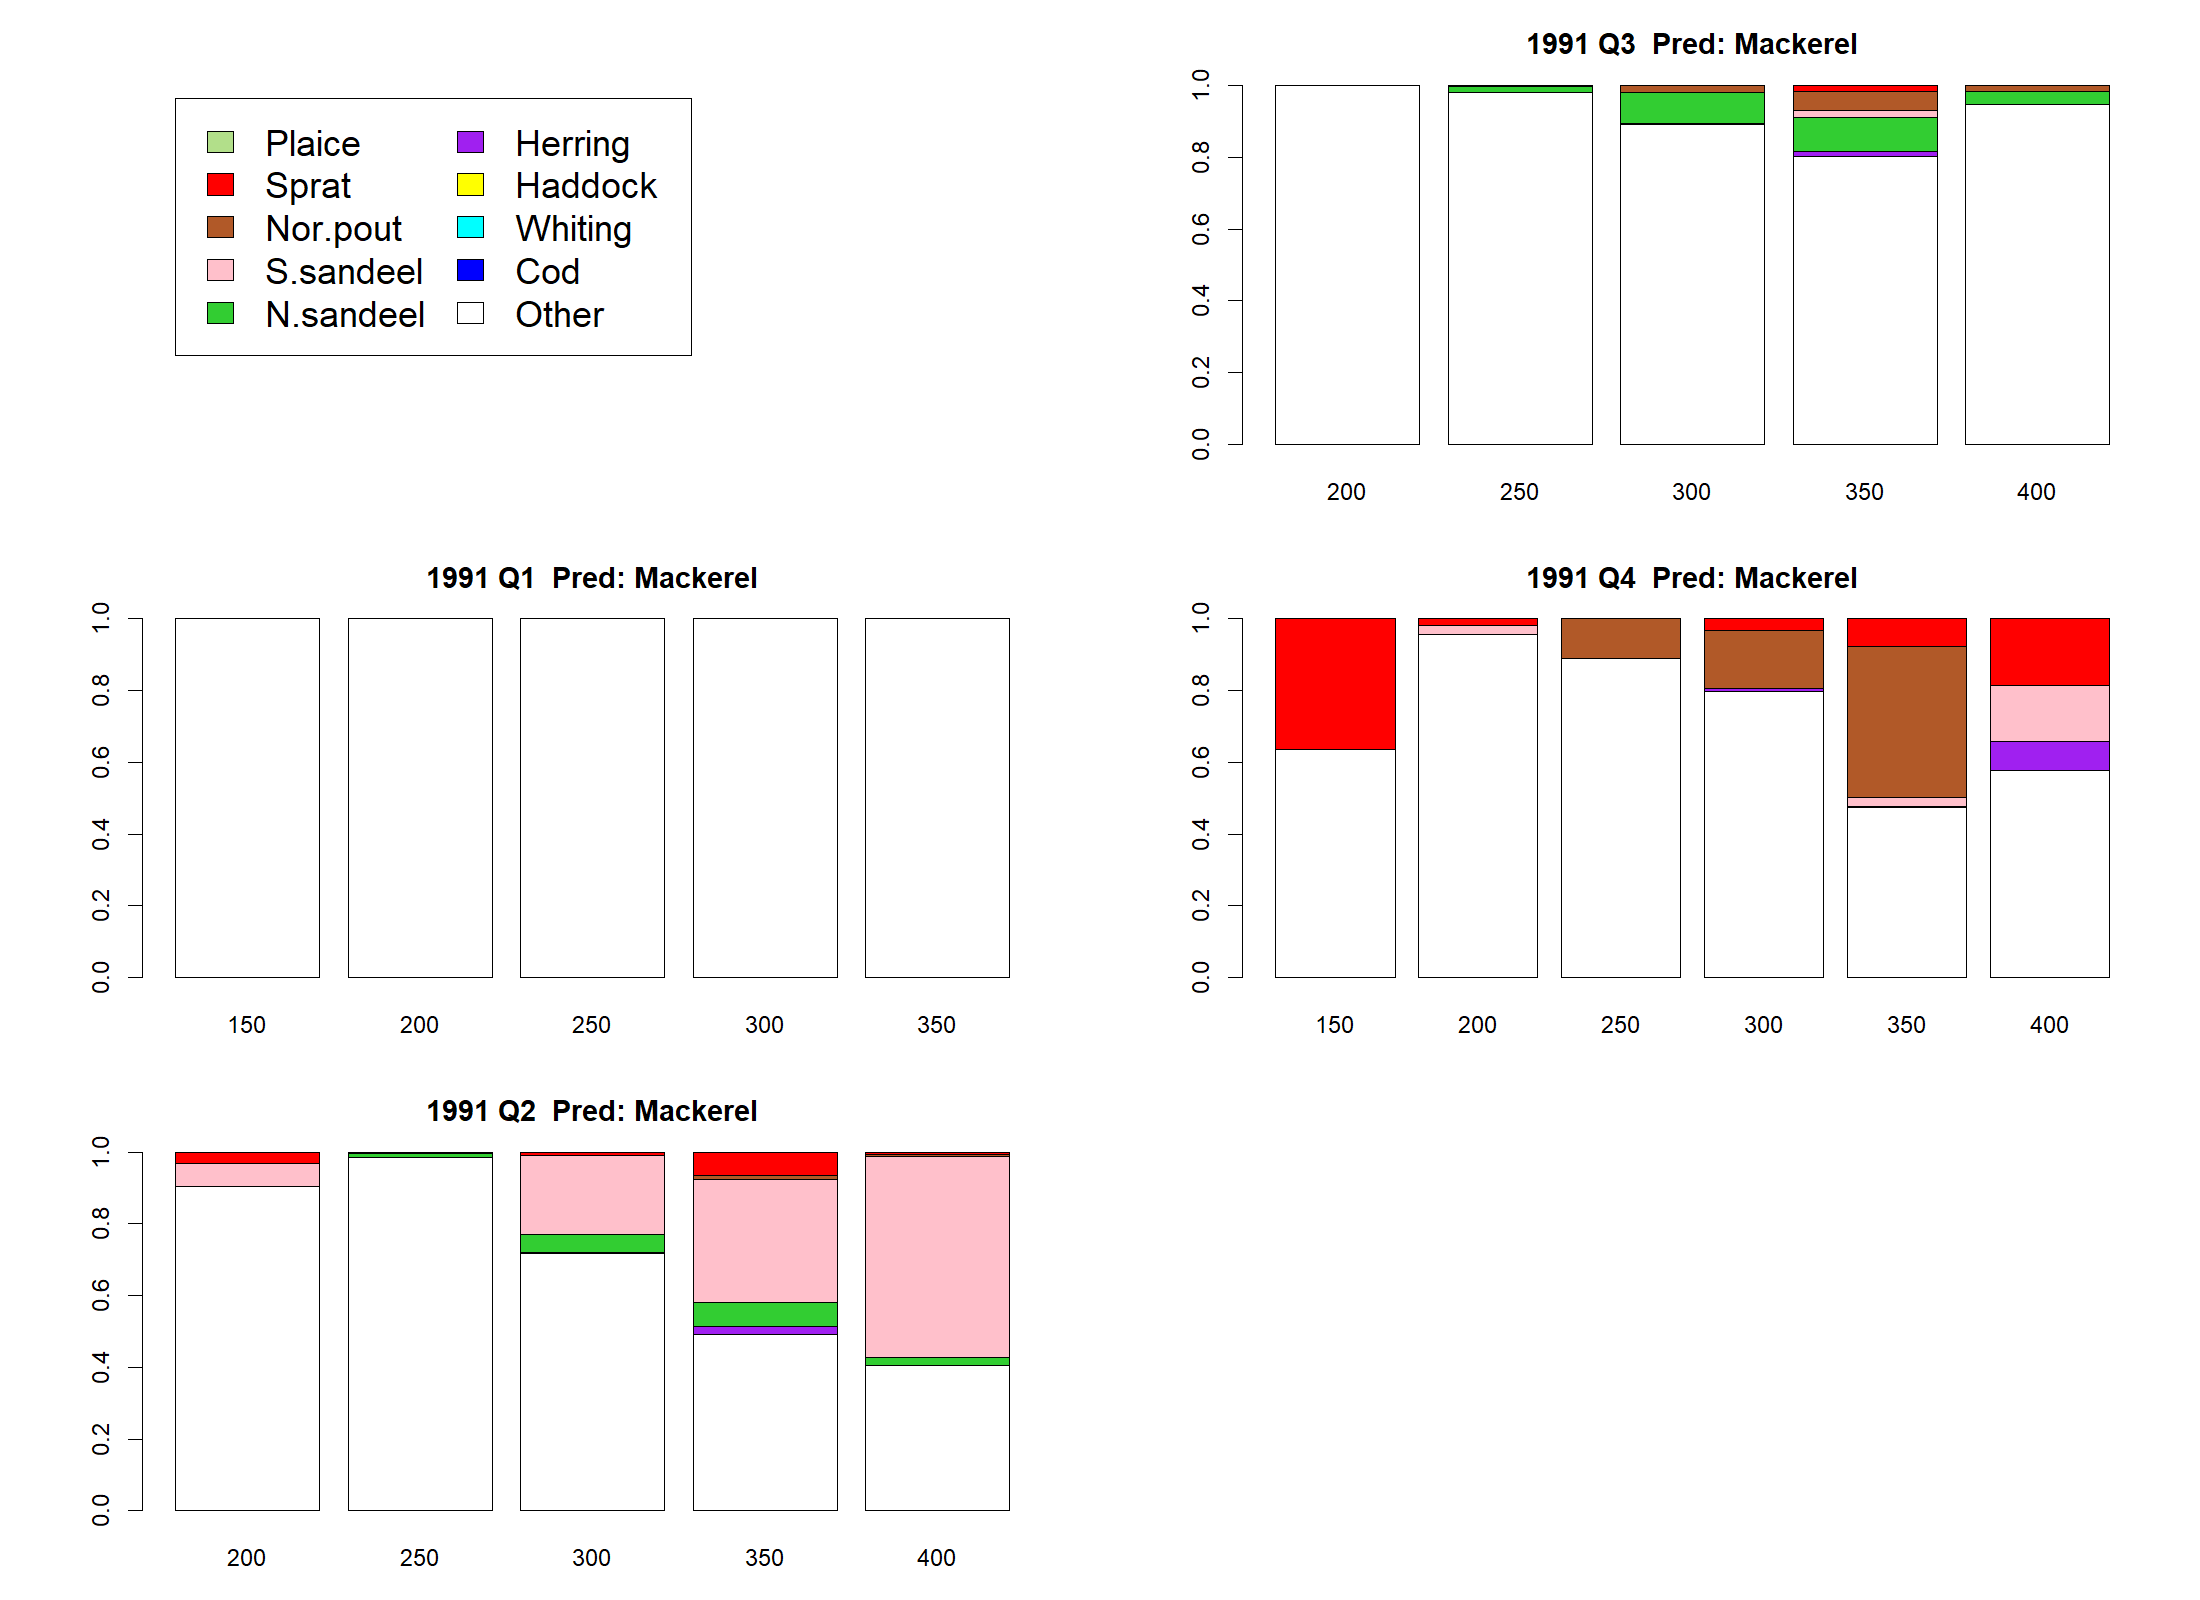 Plaice Herring
Sprat Haddock
Nor.pout Whiting
S.sandeel Cod
N.sandeel Other
1991 Q3  Pred: Mackerel
1.0
0.8
0.6
0.4
0.2
0.0
200 250 300 350 400
1991 Q1  Pred: Mackerel
1.0
0.8
0.6
0.4
0.2
0.0
150 200 250 300 350
1991 Q4  Pred: Mackerel
1.0
0.8
0.6
0.4
0.2
0.0
150 200 250 300 350 400
1991 Q2  Pred: Mackerel
1.0
0.8
0.6
0.4
0.2
0.0
200 250 300 350 400